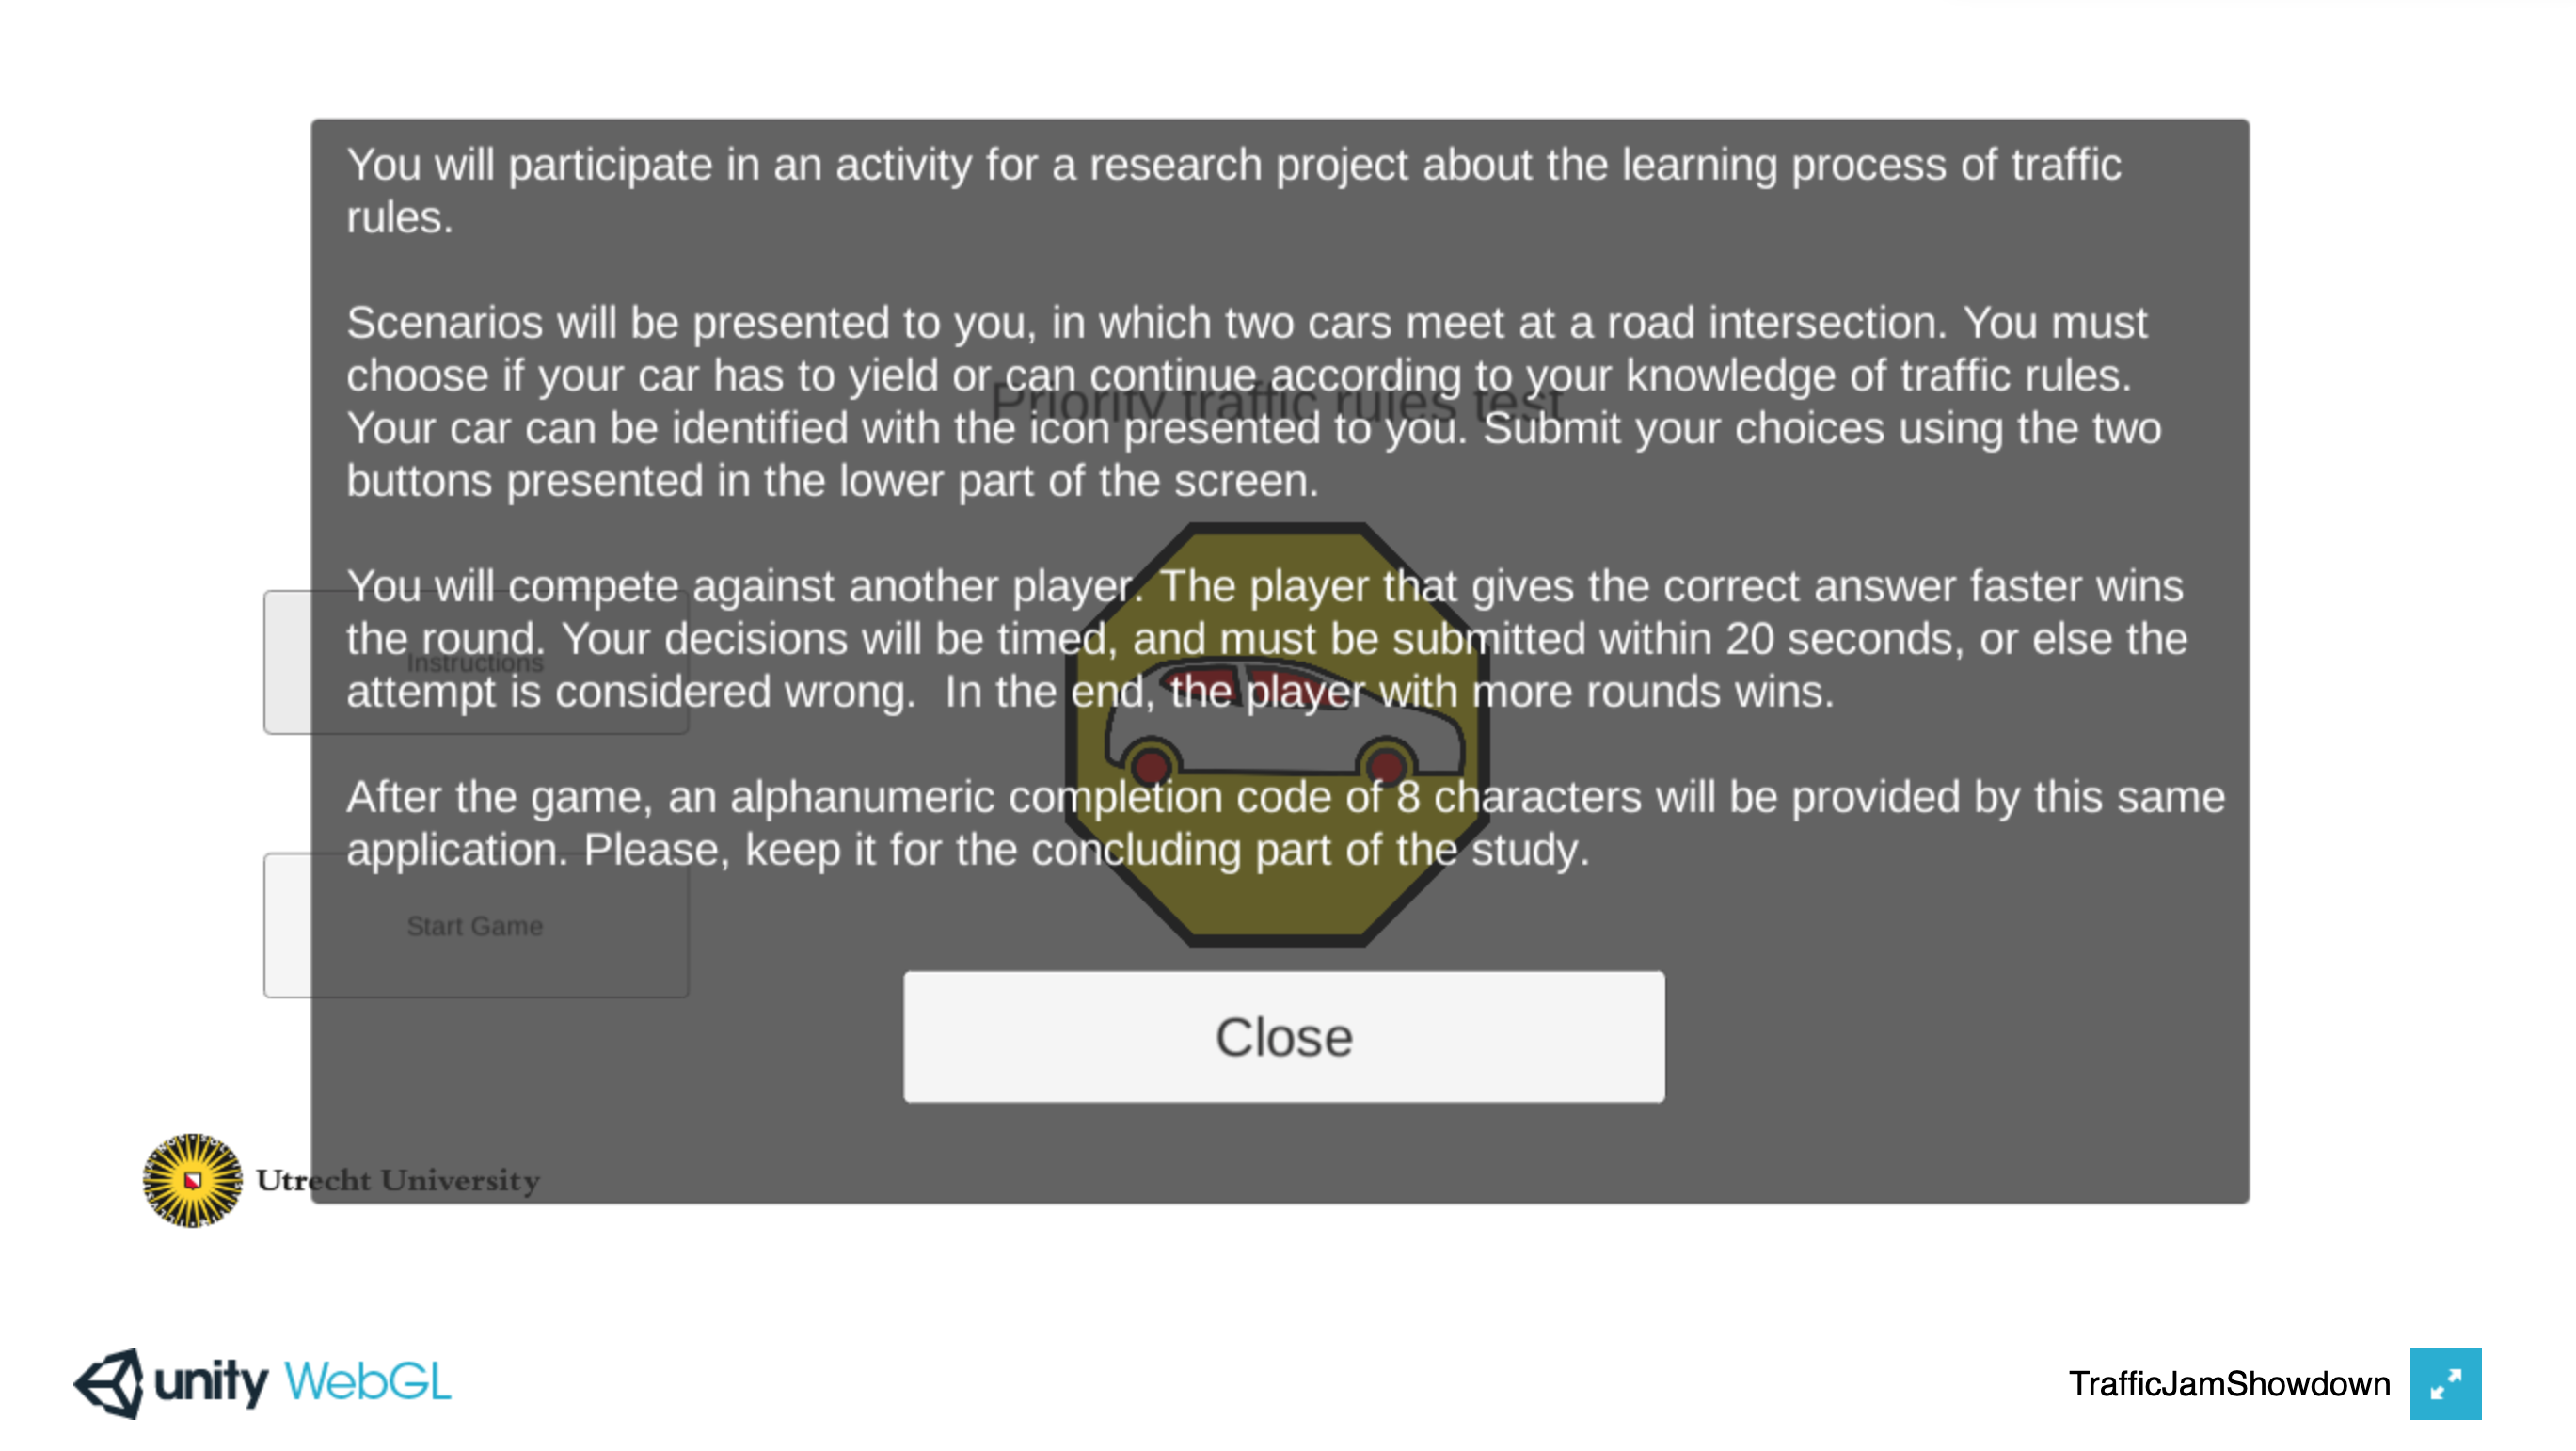 You will participate in an activity for a research project about the learning process of traffic
rules.
Scenarios will be presented to you, in which two cars meet at a road intersection. You must
choose if your car has to yield or can continue according to your knowledge of traffic rules.
Priority traffic rules test
Your car can be identified with the icon presented to you. Submit your choices using the two
buttons presented in the lower part of the screen.
You will compete against another player. The player that gives the correct answer faster wins
the round. Your decisions will be timed, and must be submitted within 20 seconds, or else the
Instructions
attempt is considered wrong.  In the end, the player with more rounds wins.
After the game, an alphanumeric completion code of 8 characters will be provided by this same
application. Please, keep it for the concluding part of the study.
Start Game
Close
Utrecht University
unity WebGL
TrafficJamShowdown